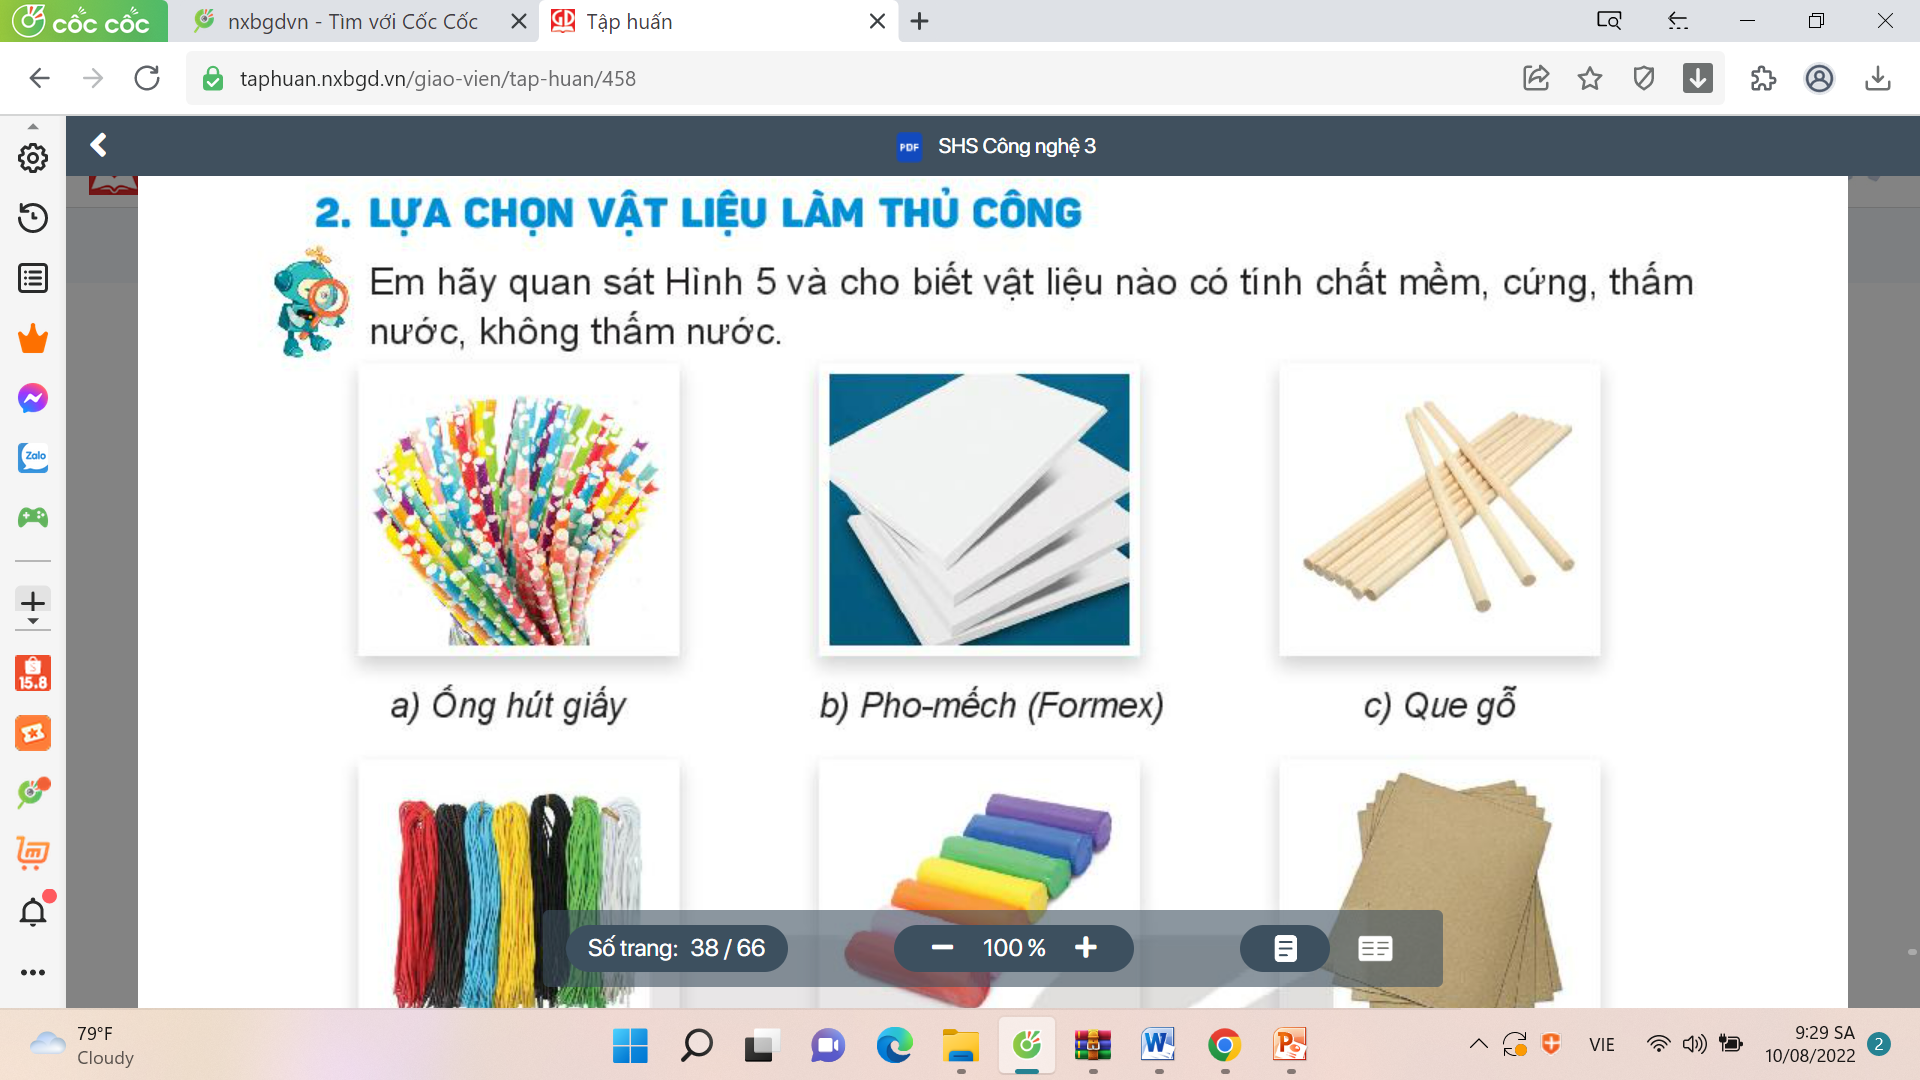 cốc cốc
nxbgdvn - Tìm với Cốc Cốc
Tập huấn
taphuan.nxbgd.vn/giao-vien/tap-huan/458
PDF SHS Công nghệ 3
2. LỰA CHỌN VẬT LIỆU LÀM THỦ CÔNG
Em hãy quan sát Hình 5 và cho biết vật liệu nào có tính chất mềm, cứng, thấm
nước, không thấm nước.
Zalo
15.8
a) Ống hút giấy
b) Pho-mếch (Formex)
c) Que gỗ
Số trang: 38 / 66
100 %
79°F
Cloudy
VIE
9:29 SA
10/08/2022
2